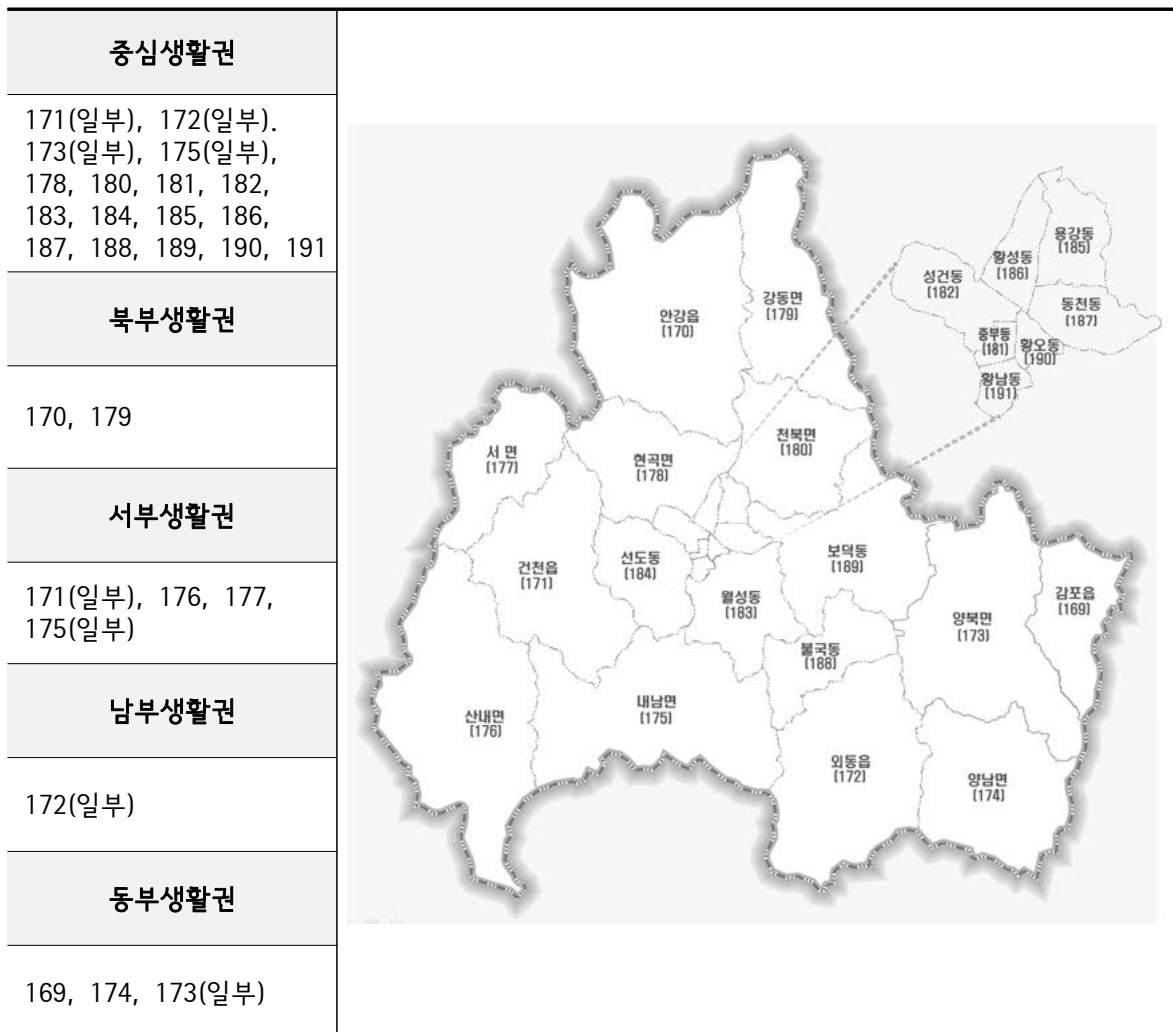 중심생활권
171(일부), 172(일부).
173(일부), 175(일부),
178, 180, 181, 182,
183, 184, 185, 186,
187, 188, 189, 190, 191
북부생활권
170, 179
서부생활권
171(일부), 176, 177,
175(일부)
남부생활권
172(일부)
동부생활권
169, 174, 173(일부)
안강읍
(170)
강동면
(179)
서 면
(177)
현곡면
(178)
천북면
(180)
건천읍
(171)
선도동
(184)
월성동
(183)
보덕동
(189)
불국동
(188)
양북면
(173)
감포읍
(169)
산내면
(176)
내남면
(175)
외동읍
(172)
양남면
(174)
용강동
(185)
황성동
(186)
성건동
(182)
동천동
(187)
중부동
(181)
황오동
(190)
황남동
(191)